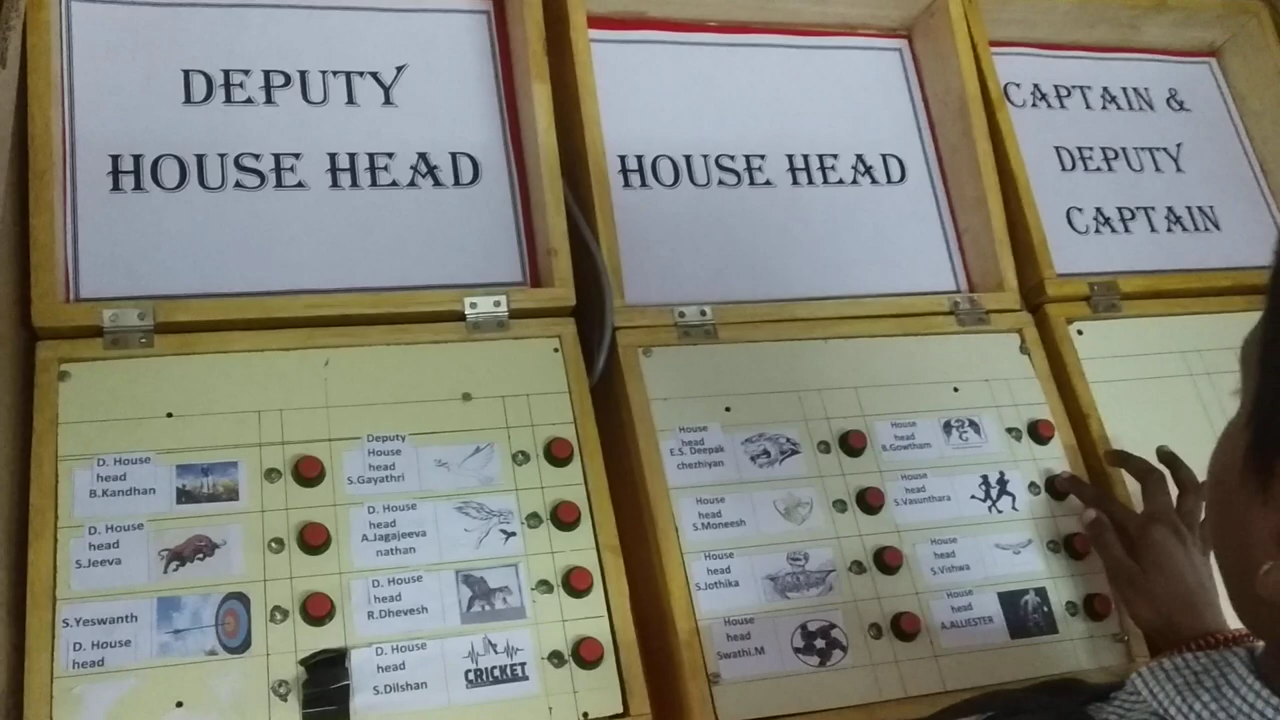 DEPUTY
HOUSE HEAD
D. House
head
B.Kandhan
Deputy
House
head
S.Gayathri
D. House
head
S.Jeeva
D. House
head
A.Jagajeeva
nathan
S.Yeswanth
D. House
head
D. House
head
R.Dhevesh
D. House
head
S.Dilshan
CRICKET
HOUSE HEAD
House
head
E.S. Deepak
chezhiyan
House
head
B.Gowtham
House
head
S.Moneesh
House
head
S.Vasunthara
House
head
S.Jothika
House
head
S.Vishwa
House
head
Swathi.M
House
head
A.ALLIESTER
CAPTAIN &
DEPUTY
CAPTAIN